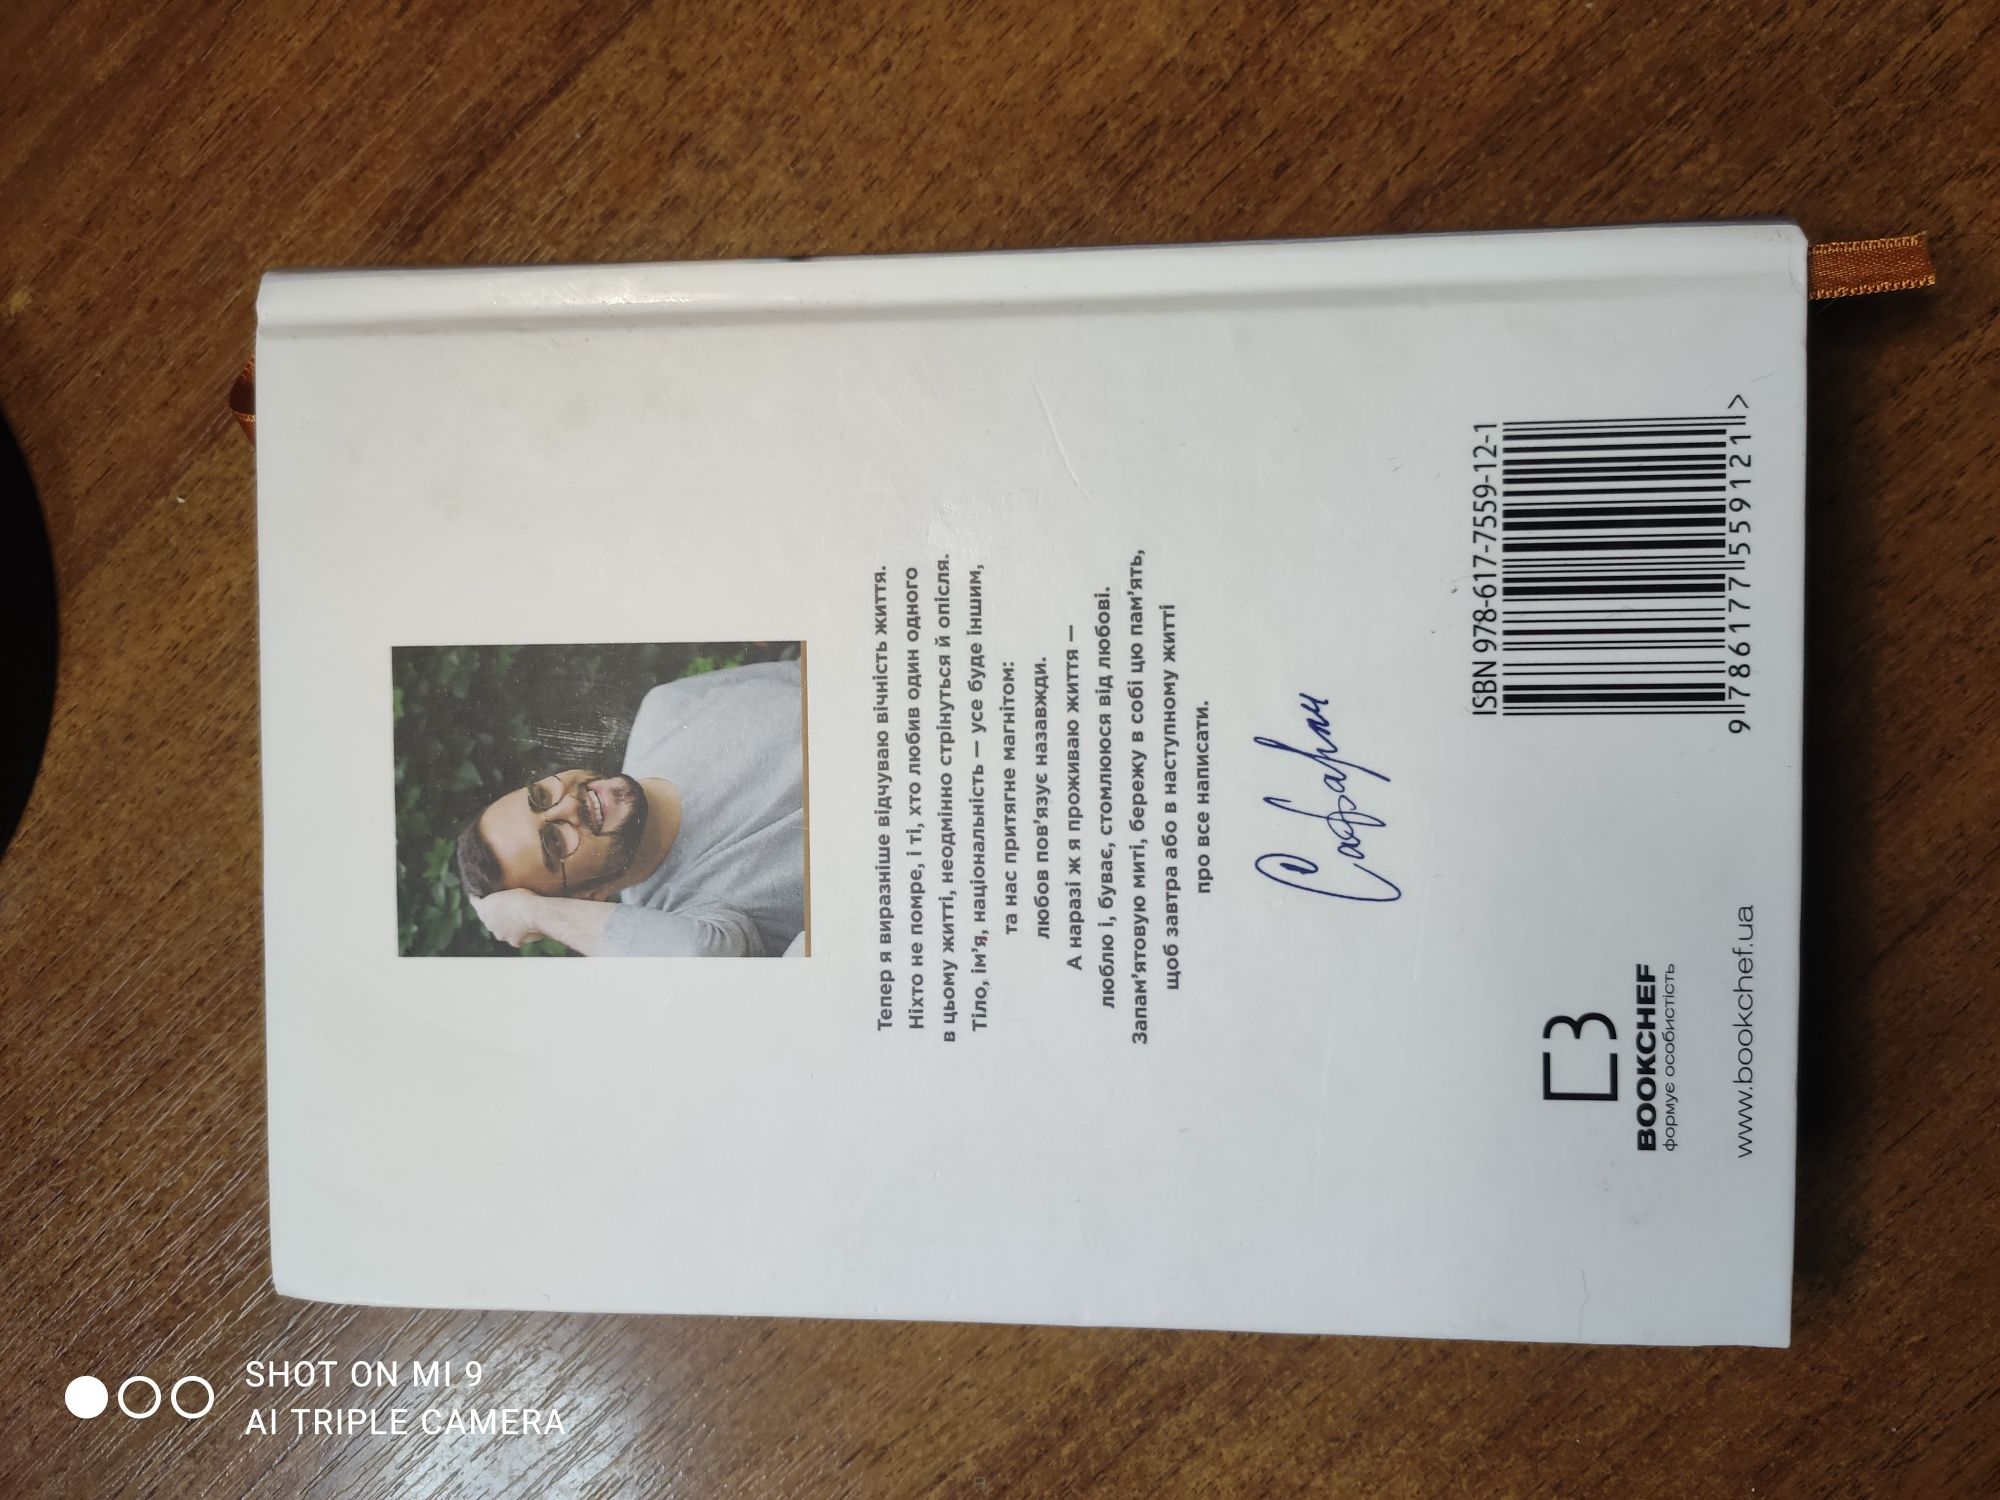 Тепер я виразніше відчуваю вічність життя.
Ніхто не помре, і ті, хто любив один одного
в цьому житті, неодмінно стрінуться й опісля.
Тіло, ім'я, національність — усе буде іншим,
та нас притягне магнітом:
любов пов'язує назавжди.
А наразі ж я проживаю життя —
люблю і, буває, стомлююся від любові.
Запам'ятовую миті, бережу в собі цю пам'ять,
щоб завтра або в наступному житті
про все написати.
Сафарли
BOOKCHEF
формує особистість
www.bookchef.ua
ISBN 978-617-7559-12-1
9 786177 559121 >
SHOT ON MI 9
AI TRIPLE CAMERA